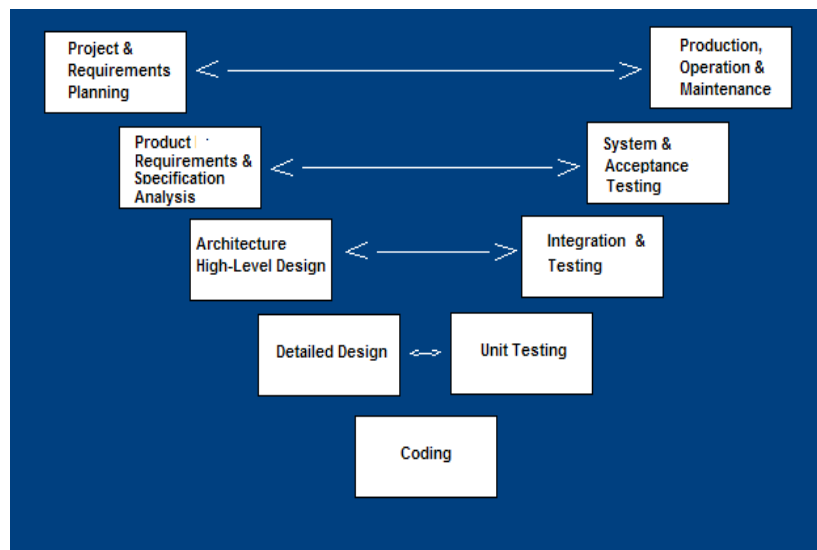 Project &
Requirements
Planning
Production,
Operation &
Maintenance
Product
Requirements &
Specification
Analysis
System &
Acceptance
Testing
Architecture
High-Level Design
Integration &
Testing
Detailed Design
Unit Testing
Coding